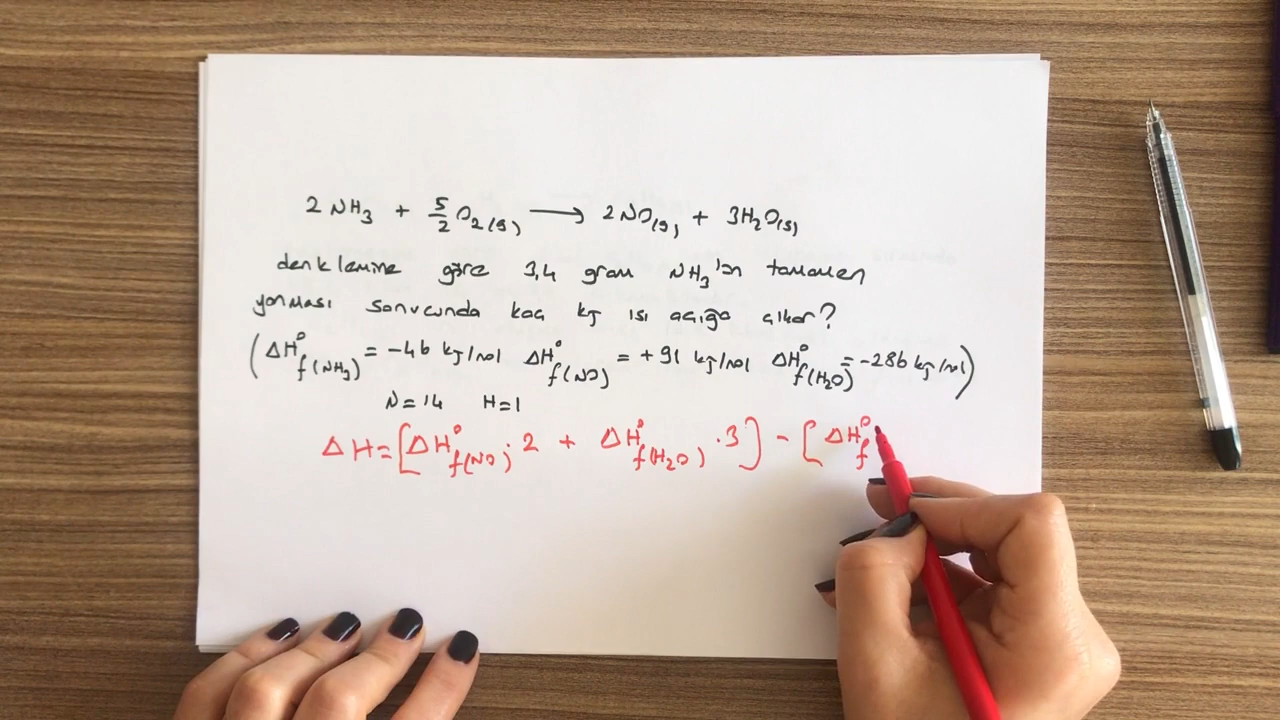 2 NH₃ + 5/2 O₂(g) → 2NO(g) + 3H₂O(s)
denklemine göre 3,4 gram NH₃'ın tamamen
yanması sonucunda kaç kj ısı açığa çıkar?
(ΔH°f(NH₃) = -46 kj/mol ΔH°f(NO) = +91 kj/mol ΔH°f(H₂O) = -286 kj/mol)
N=14 H=1
ΔH=[ΔH°f(NO).2 + ΔH°f(H₂O).3] - [ΔH°f